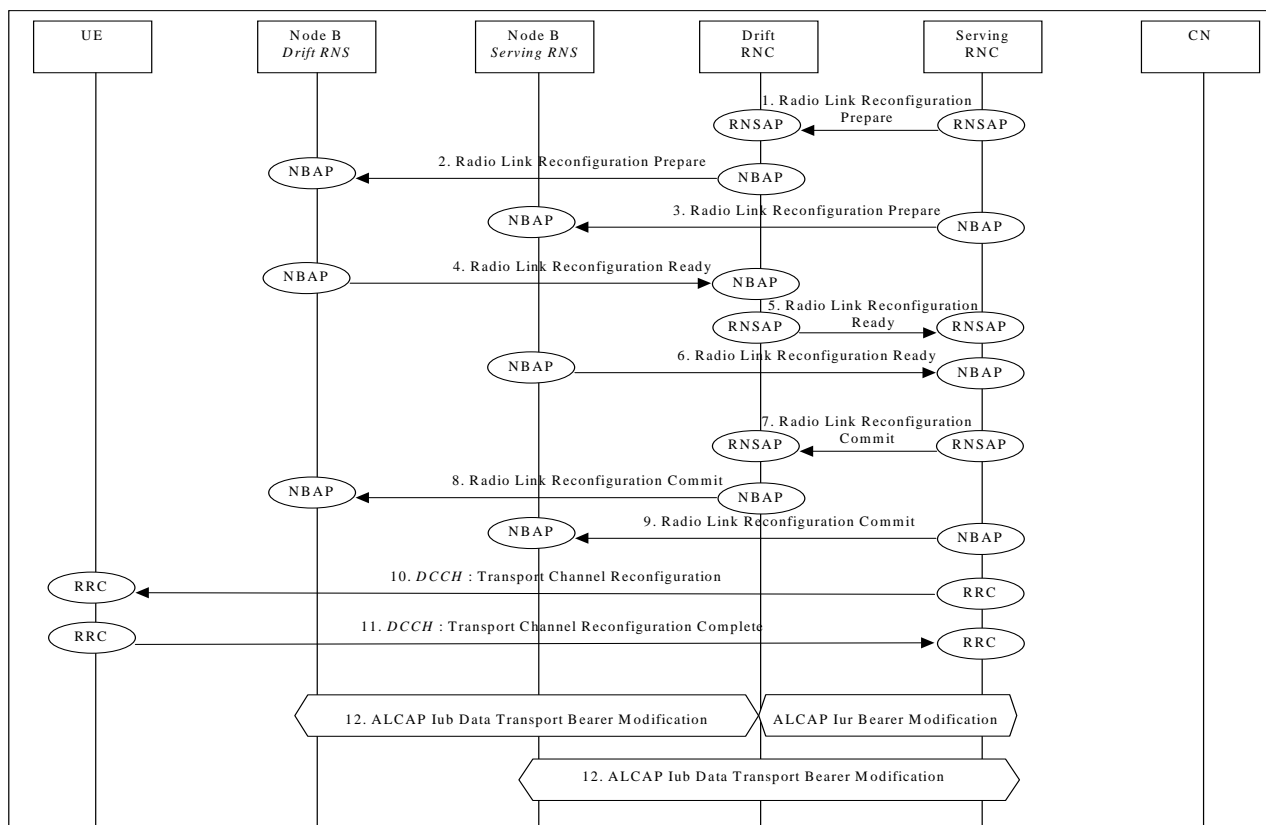 UE
Node B
Drift RNS
Node B
Serving RNS
Drift
RNC
Serving
RNC
CN
1. Radio Link Reconfiguration
Prepare
RNSAP
RNSAP
2. Radio Link Reconfiguration Prepare
NBAP
NBAP
3. Radio Link Reconfiguration Prepare
NBAP
NBAP
4. Radio Link Reconfiguration Ready
NBAP
NBAP
5. Radio Link Reconfiguration
Ready
RNSAP
RNSAP
6. Radio Link Reconfiguration Ready
NBAP
NBAP
7. Radio Link Reconfiguration
Commit
RNSAP
RNSAP
8. Radio Link Reconfiguration Commit
NBAP
NBAP
9. Radio Link Reconfiguration Commit
NBAP
NBAP
10. DCCH : Transport Channel Reconfiguration
RRC
RRC
11. DCCH : Transport Channel Reconfiguration Complete
RRC
RRC
12. ALCAP Iub Data Transport Bearer Modification
ALCAP Iur Bearer Modification
12. ALCAP Iub Data Transport Bearer Modification